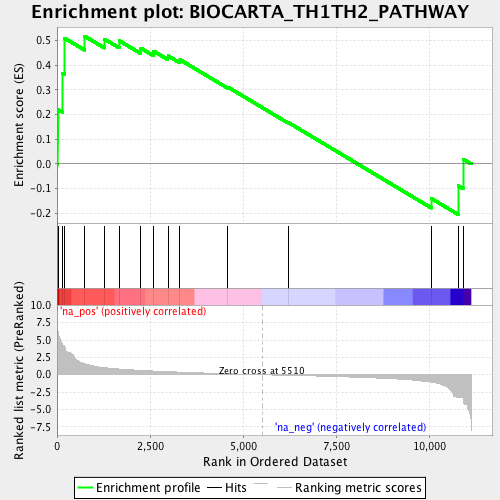 Enrichment plot: BIOCARTA_TH1TH2_PATHWAY
Enrichment score (ES)
0.5
0.4
0.3
0.2
0.1
0.0
-0.1
-0.2
'na_pos' (positively correlated)
Ranked list metric (PreRanked)
10.0
7.5
5.0
2.5
0.0
-2.5
-5.0
-7.5
Zero cross at 5510
'na_neg' (negatively correlated)
0
2,500
5,000
7,500
10,000
Rank in Ordered Dataset
Enrichment profile
Hits
Ranking metric scores